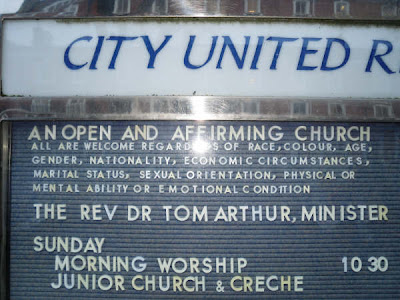 CITY UNITED R
AN OPEN AND AFFIRMING CHURCH
ALL ARE WELCOME REGARDLESS OF RACE, COLOUR, AGE,
GENDER, NATIONALITY, ECONOMIC CIRCUMSTANCES,
MARITAL STATUS, SEXUAL ORIENTATION, PHYSICAL OR
MENTAL ABILITY OR EMOTIONAL CONDITION
THE REV DR TOM ARTHUR, MINISTER
SUNDAY
MORNING WORSHIP 10 30
JUNIOR CHURCH & CRECHE